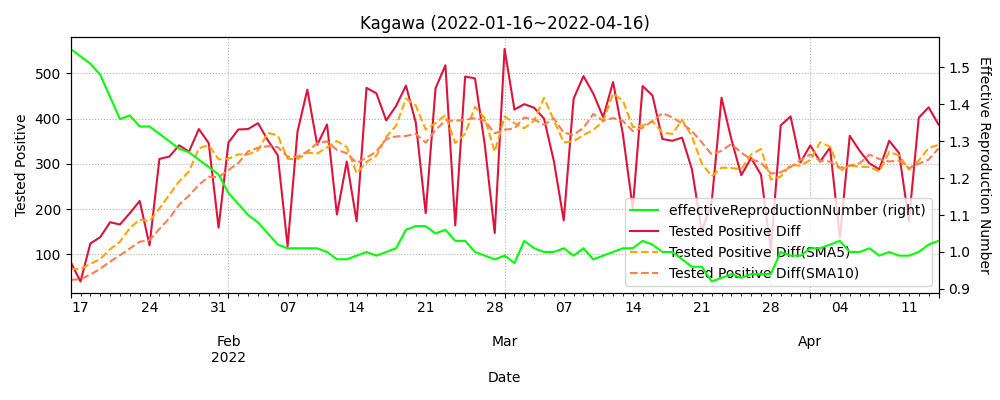 Kagawa (2022-01-16~2022-04-16)
Tested Positive
500
400
300
200
100
1.5
1.4
1.3
1.2
1.1
1.0
0.9
Effective Reproduction Number
effectiveReproductionNumber (right)
Tested Positive Diff
Tested Positive Diff(SMA5)
Tested Positive Diff(SMA10)
17 24 31 07 14 21 28 07 14 21 28 04 11
Feb Mar Apr
2022
Date